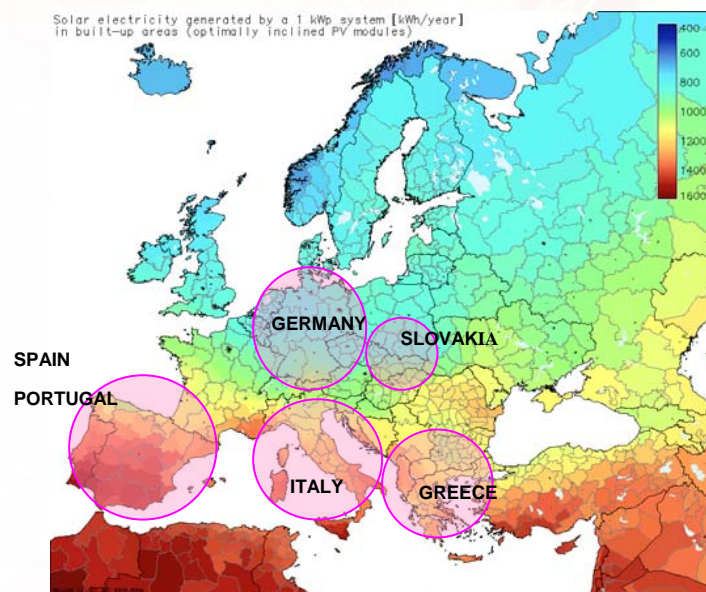 Solar electricity generated by a 1 kWp system [kWh/year]
in built-up areas (optimally inclined PV modules)
400
600
800
1000
1200
1400
1600
GERMANY
SLOVAKIA
SPAIN
PORTUGAL
ITALY
GREECE